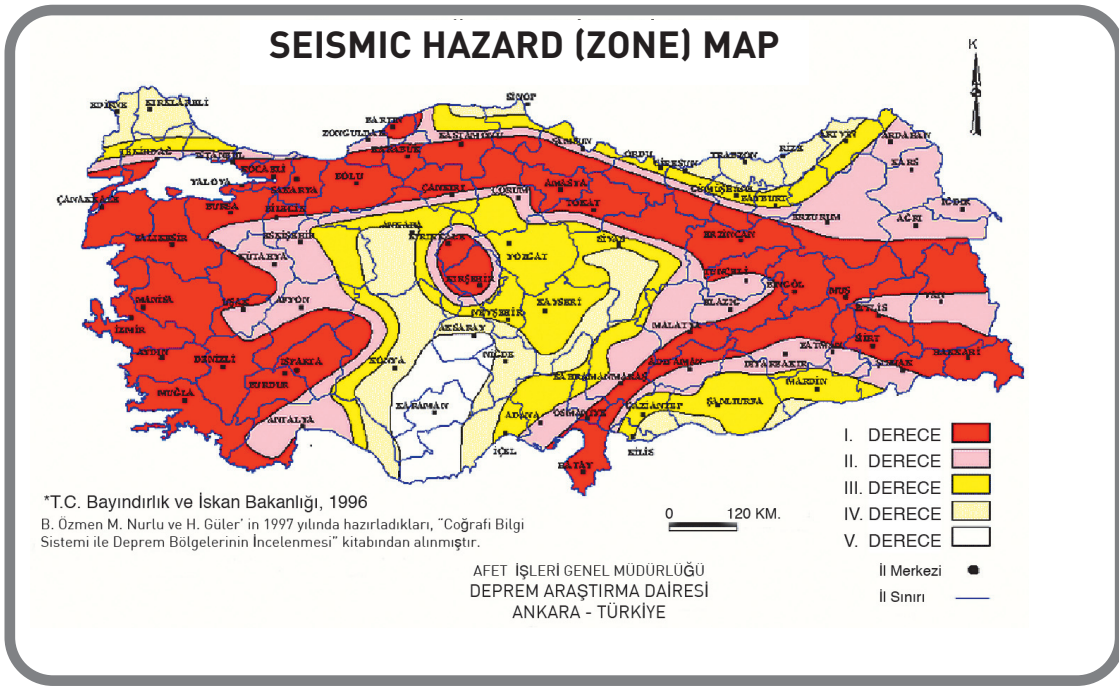 SEISMIC HAZARD (ZONE) MAP
K
SİNOP
EDİRNE
KIRKLARELİ
BARTIN
ZONGULDAK
KASTAMONU
KARABÜK
SAMSUN
ARTVİN
ARDAHAN
TEKİRDAĞ
İSTANBUL
ORDU
GİRESUN
TRABZON
RİZE
KARS
KOCAELİ
YALOVA
SAKARYA
BOLU
ÇANKIRI
ÇORUM
AMASYA
TOKAT
GÜMÜŞHANE
BAYBURT
ÇANAKKALE
BURSA
BİLECİK
ERZURUM
AĞRI
IĞDIR
BALIKESİR
ESKİŞEHİR
ANKARA
KIRIKKALE
YOZGAT
SİVAS
ERZİNCAN
KÜTAHYA
KIRŞEHİR
TUNCELİ
BİNGÖL
MUŞ
VAN
MANİSA
UŞAK
AFYON
NEVŞEHİR
KAYSERİ
ELAZIĞ
BİTLİS
İZMİR
AKSARAY
MALATYA
AYDIN
DENİZLİ
ISPARTA
KONYA
NİĞDE
DİYARBAKIR
BATMAN
SİİRT
HAKKARİ
BURDUR
KAHRAMANMARAŞ
ADIYAMAN
ŞIRNAK
MUĞLA
MARDİN
ANTALYA
KARAMAN
ADANA
OSMANİYE
GAZİANTEP
ŞANLIURFA
İÇEL
KİLİS
HATAY
I. DERECE
II. DERECE
III. DERECE
IV. DERECE
V. DERECE
İl Merkezi
İl Sınırı
0 120 KM.
*T.C. Bayındırlık ve İskan Bakanlığı, 1996
B. Özmen M. Nurlu ve H. Güler' in 1997 yılında hazırladıkları, "Coğrafi Bilgi
Sistemi ile Deprem Bölgelerinin İncelenmesi" kitabından alınmıştır.
AFET İŞLERİ GENEL MÜDÜRLÜĞÜ
DEPREM ARAŞTIRMA DAİRESİ
ANKARA - TÜRKİYE